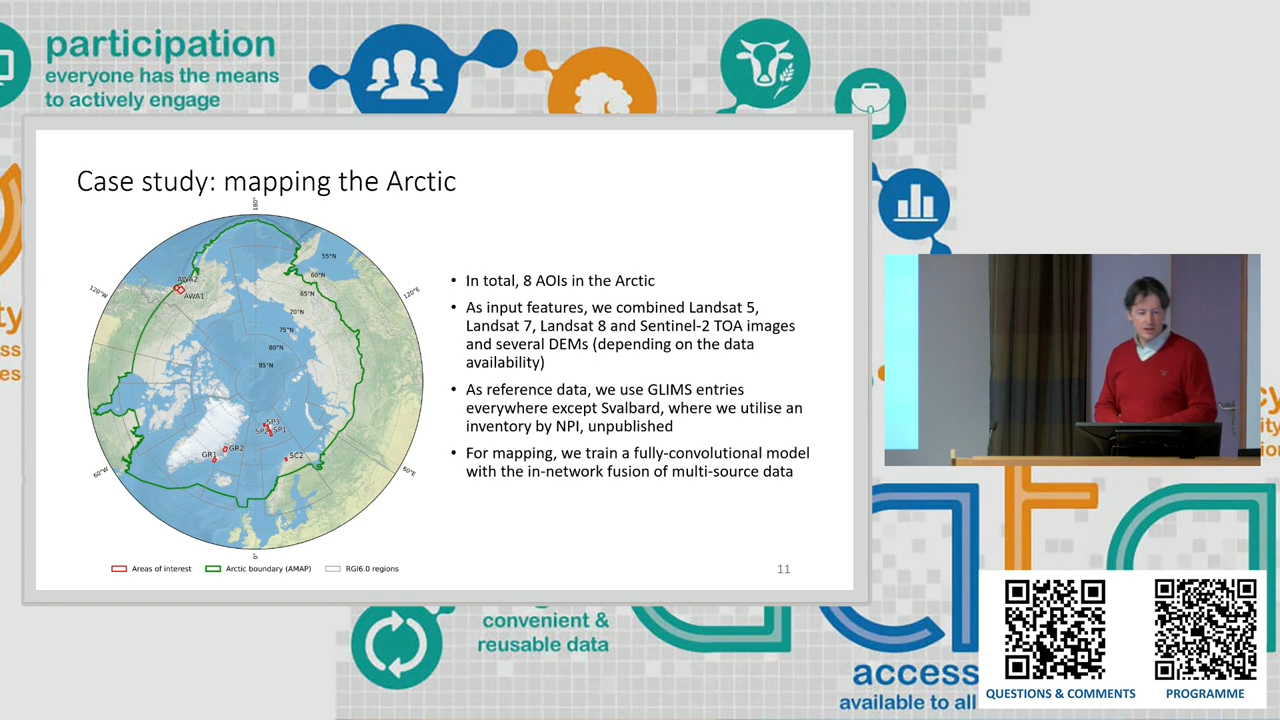 participation
everyone has the means
to actively engage
Case study: mapping the Arctic
180°
55°N
60°N
65°N
70°N
75°N
80°N
85°N
120°W
120°E
60°W
60°E
0°
AWA2
AWA1
SP3
SP2
SP1
GR2
GR1
SC2
Areas of interest
Arctic boundary (AMAP)
RGI6.0 regions
• In total, 8 AOIs in the Arctic
• As input features, we combined Landsat 5,
Landsat 7, Landsat 8 and Sentinel-2 TOA images
and several DEMs (depending on the data
availability)
• As reference data, we use GLIMS entries
everywhere except Svalbard, where we utilise an
inventory by NPI, unpublished
• For mapping, we train a fully-convolutional model
with the in-network fusion of multi-source data
11
convenient &
reusable data
access
available to all
QUESTIONS & COMMENTS
PROGRAMME